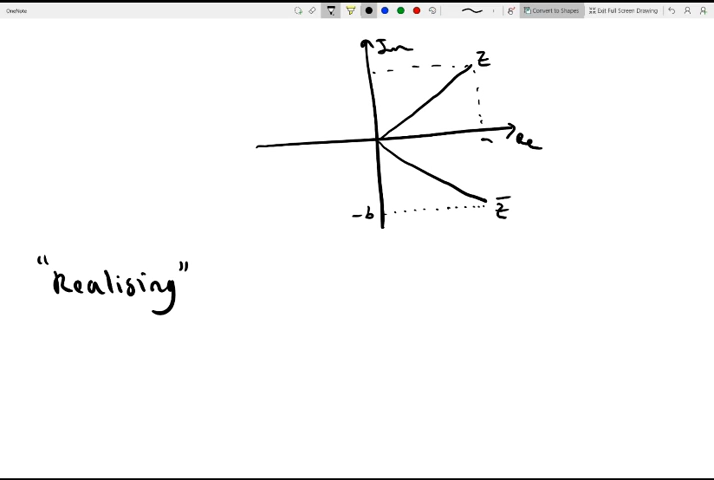 OneNote
Convert to Shapes
Exit Full Screen Drawing
Im
Z
Re
-b
Z̅
"Realising"